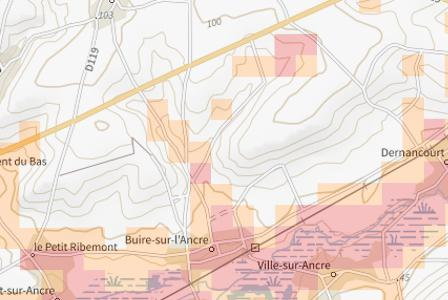 103
100
D119
Dernancourt
ent du Bas
Buire-sur-l'Ancre
le Petit Ribemont
Ville-sur-Ancre
45
t-sur-Ancre